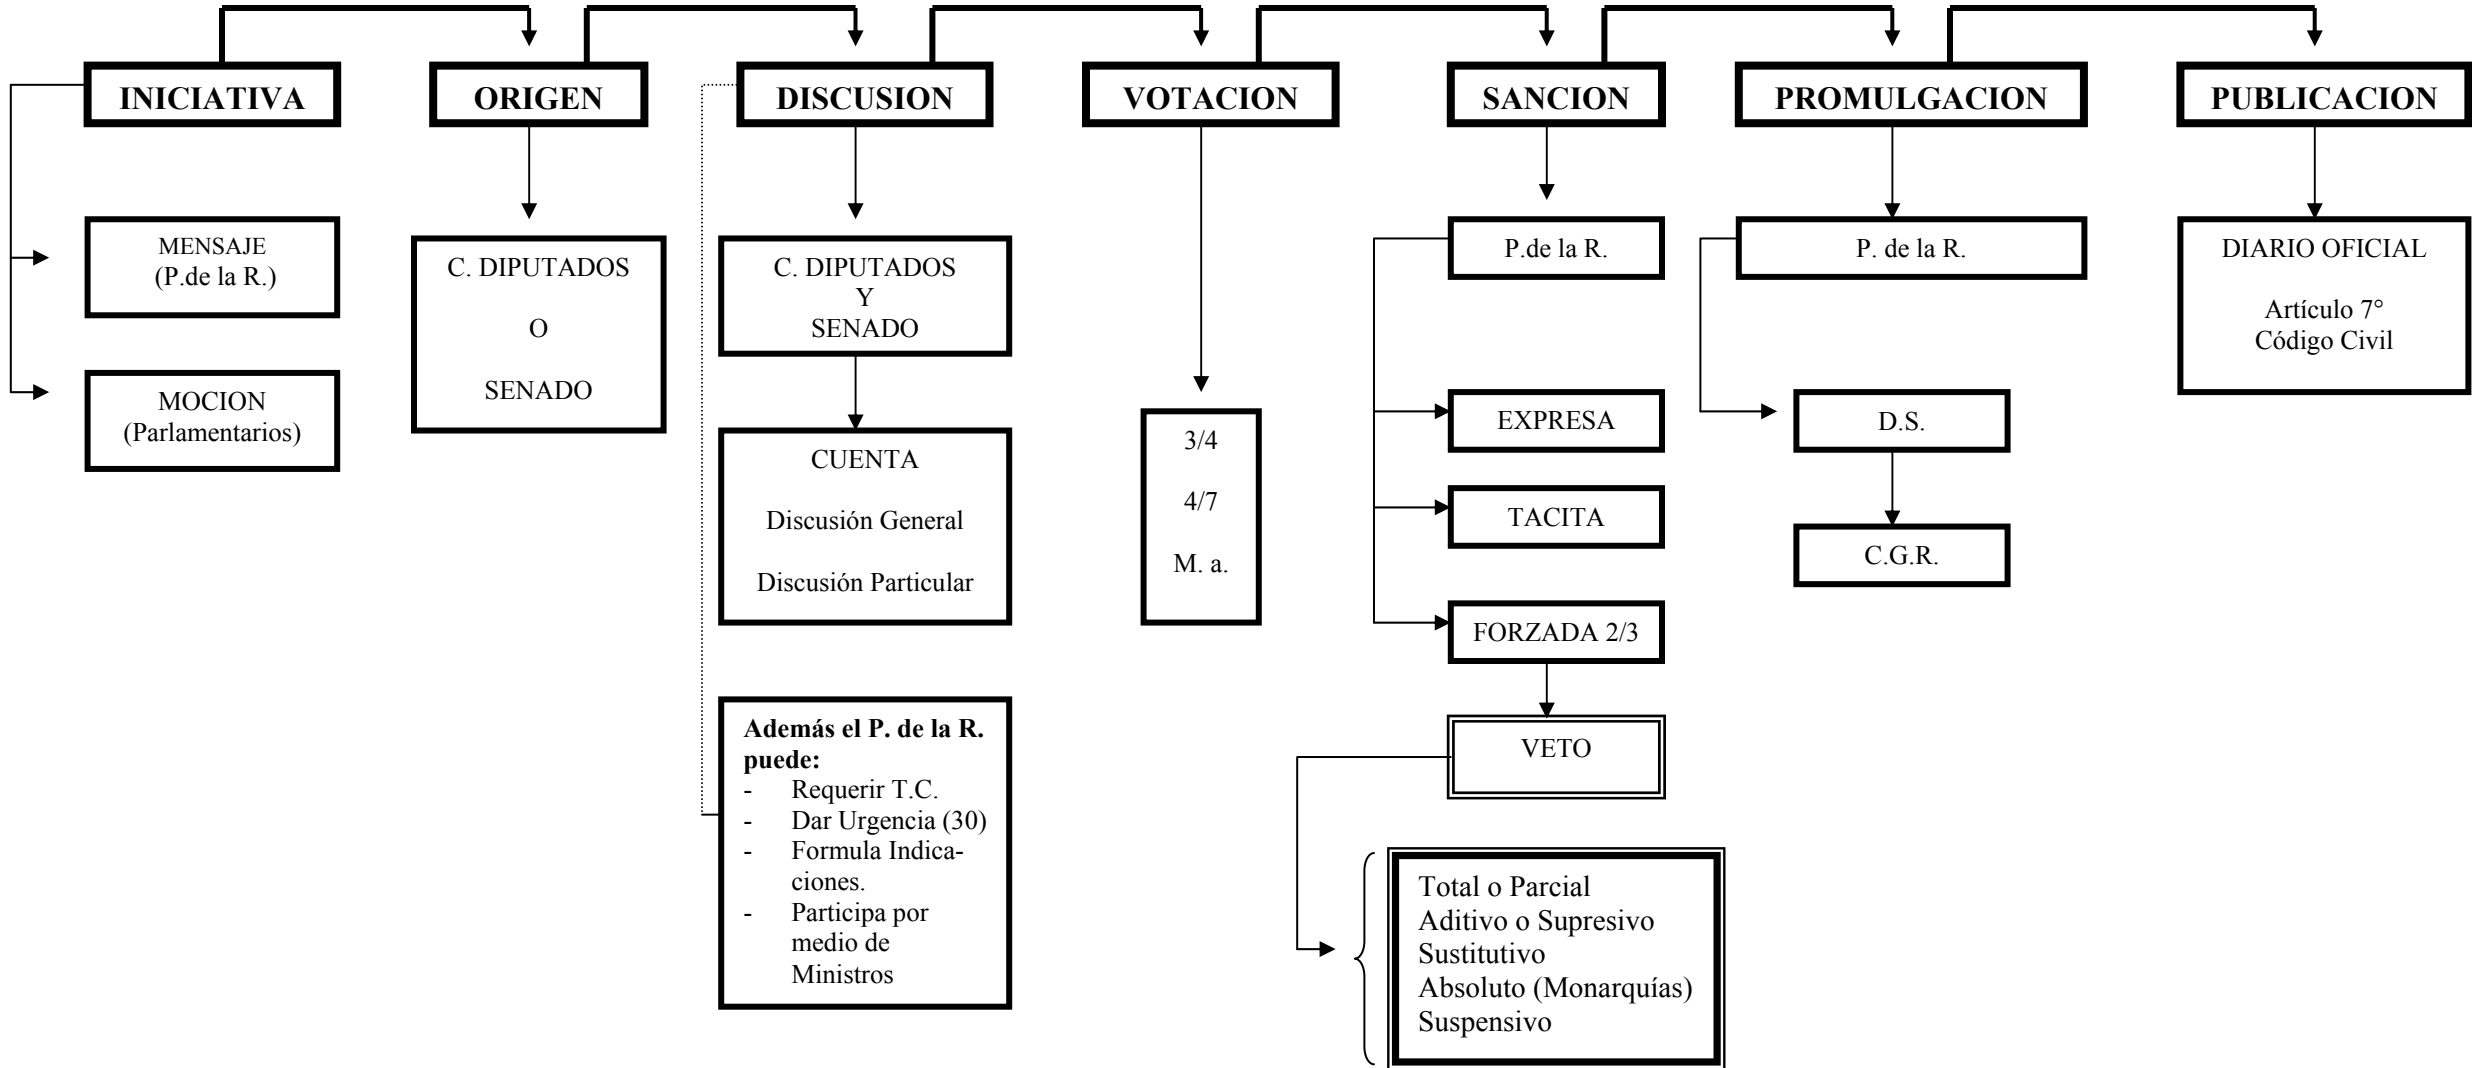 INICIATIVA
ORIGEN
DISCUSION
VOTACION
SANCION
PROMULGACION
PUBLICACION
MENSAJE
(P.de la R.)
MOCION
(Parlamentarios)
C. DIPUTADOS
O
SENADO
C. DIPUTADOS
Y
SENADO
CUENTA
Discusión General
Discusión Particular
Además el P. de la R.
puede:
- Requerir T.C.
- Dar Urgencia (30)
- Formula Indica-
ciones.
- Participa por
medio de
Ministros
3/4
4/7
M. a.
P.de la R.
EXPRESA
TACITA
FORZADA 2/3
VETO
Total o Parcial
Aditivo o Supresivo
Sustitutivo
Absoluto (Monarquías)
Suspensivo
P. de la R.
D.S.
C.G.R.
DIARIO OFICIAL
Artículo 7°
Código Civil